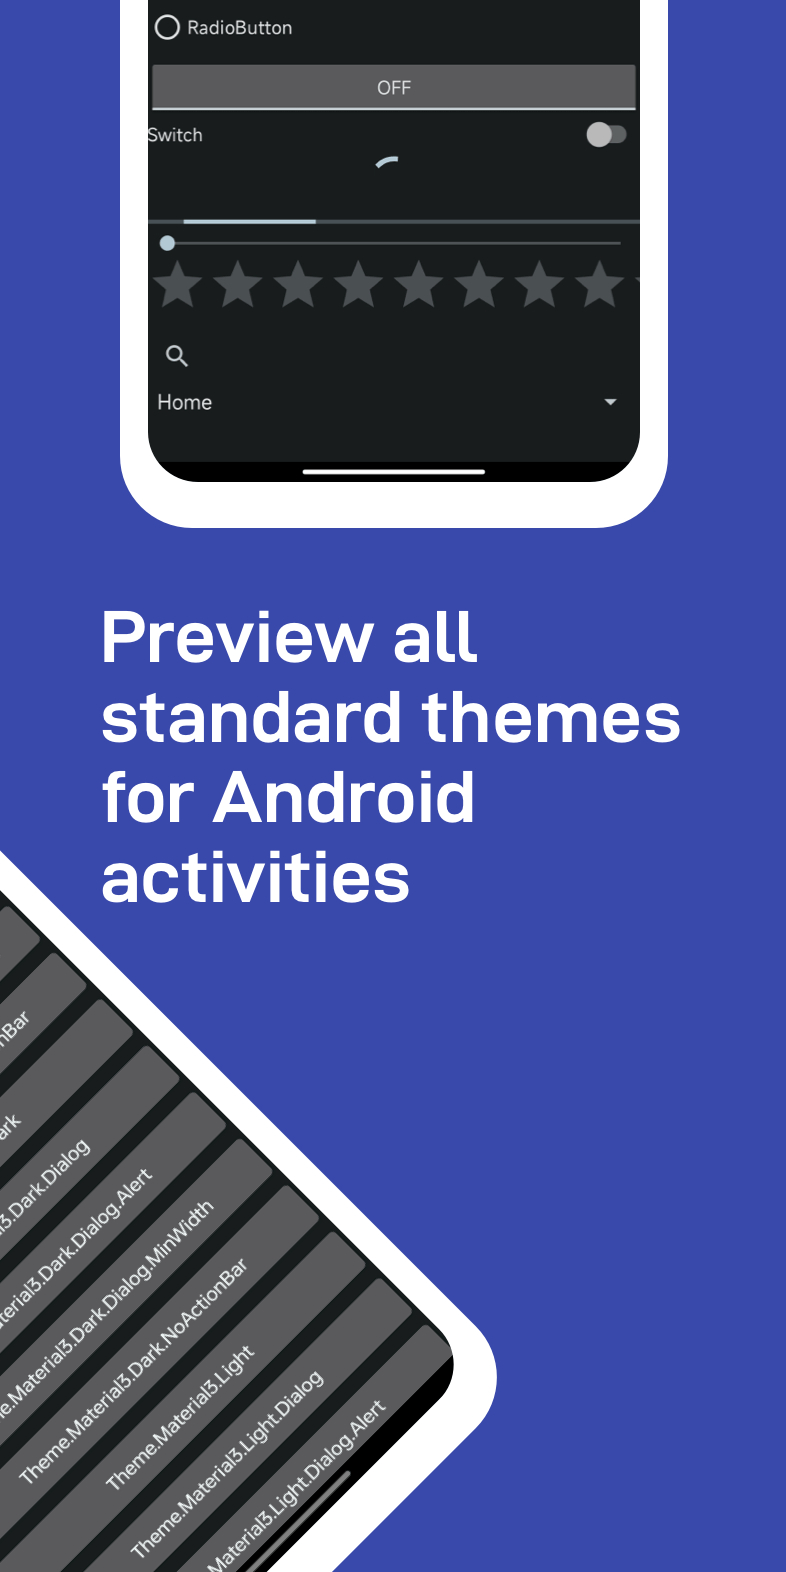 RadioButton
OFF
Switch
Home
Preview all
standard themes
for Android
activities
nBar
ark
l3.Dark.Dialog
aterial3.Dark.Dialog.Alert
e.Material3.Dark.Dialog.MinWidth
Theme.Material3.Dark.NoActionBar
Theme.Material3.Light
Theme.Material3.Light.Dialog
Material3.Light.Dialog.Alert